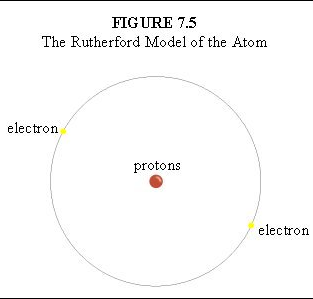 FIGURE 7.5
The Rutherford Model of the Atom
electron
protons
electron